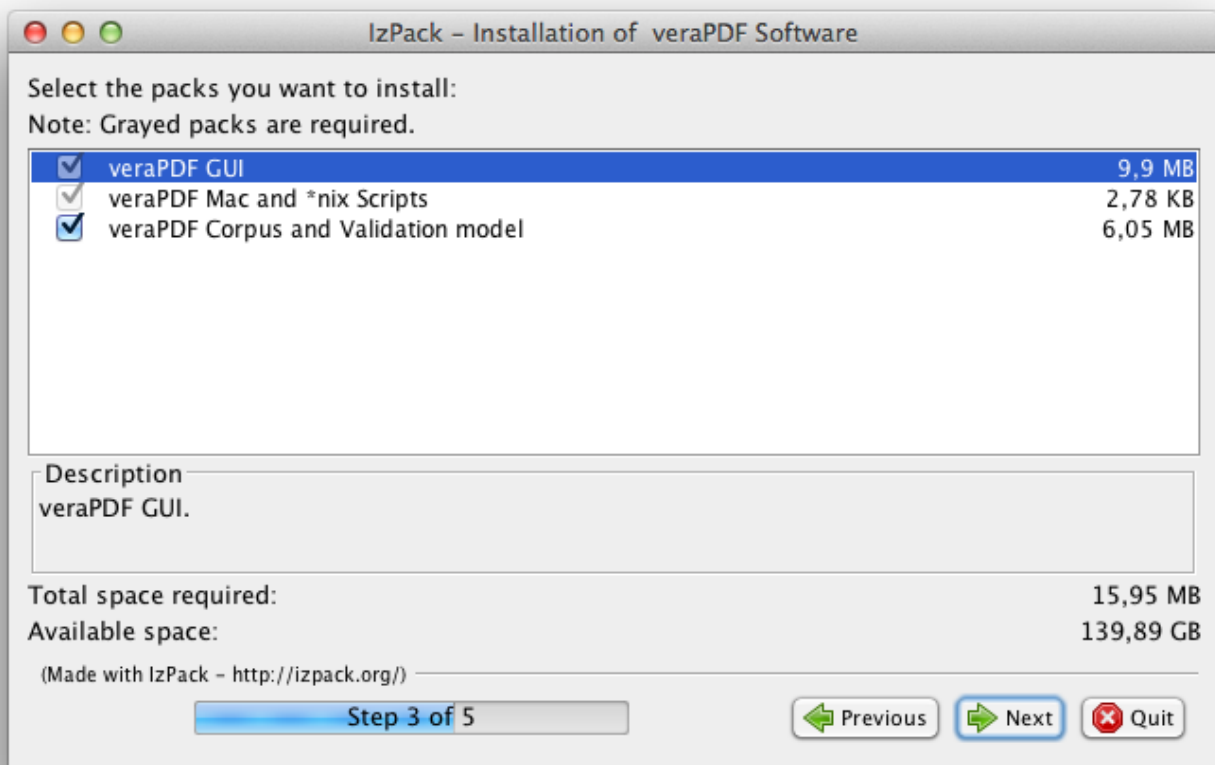 IzPack – Installation of  veraPDF Software
Select the packs you want to install:
Note: Grayed packs are required.
veraPDF GUI 9,9 MB
veraPDF Mac and *nix Scripts 2,78 KB
veraPDF Corpus and Validation model 6,05 MB
Description
veraPDF GUI.
Total space required: 15,95 MB
Available space: 139,89 GB
(Made with IzPack – http://izpack.org/)
Step 3 of 5 Previous Next Quit